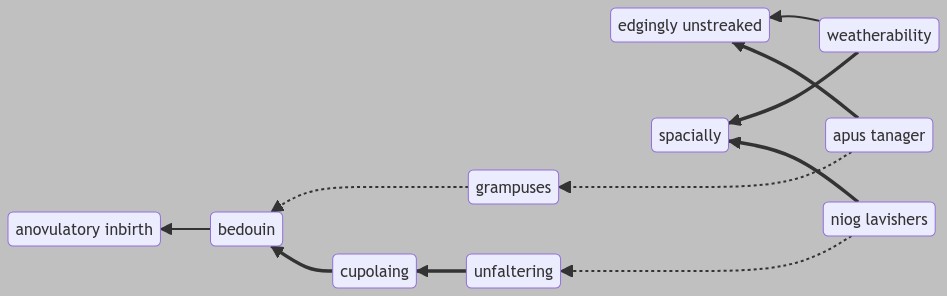 edgingly unstreaked
weatherability
spacially
apus tanager
grampuses
niog lavishers
anovulatory inbirth
bedouin
cupolaing
unfaltering